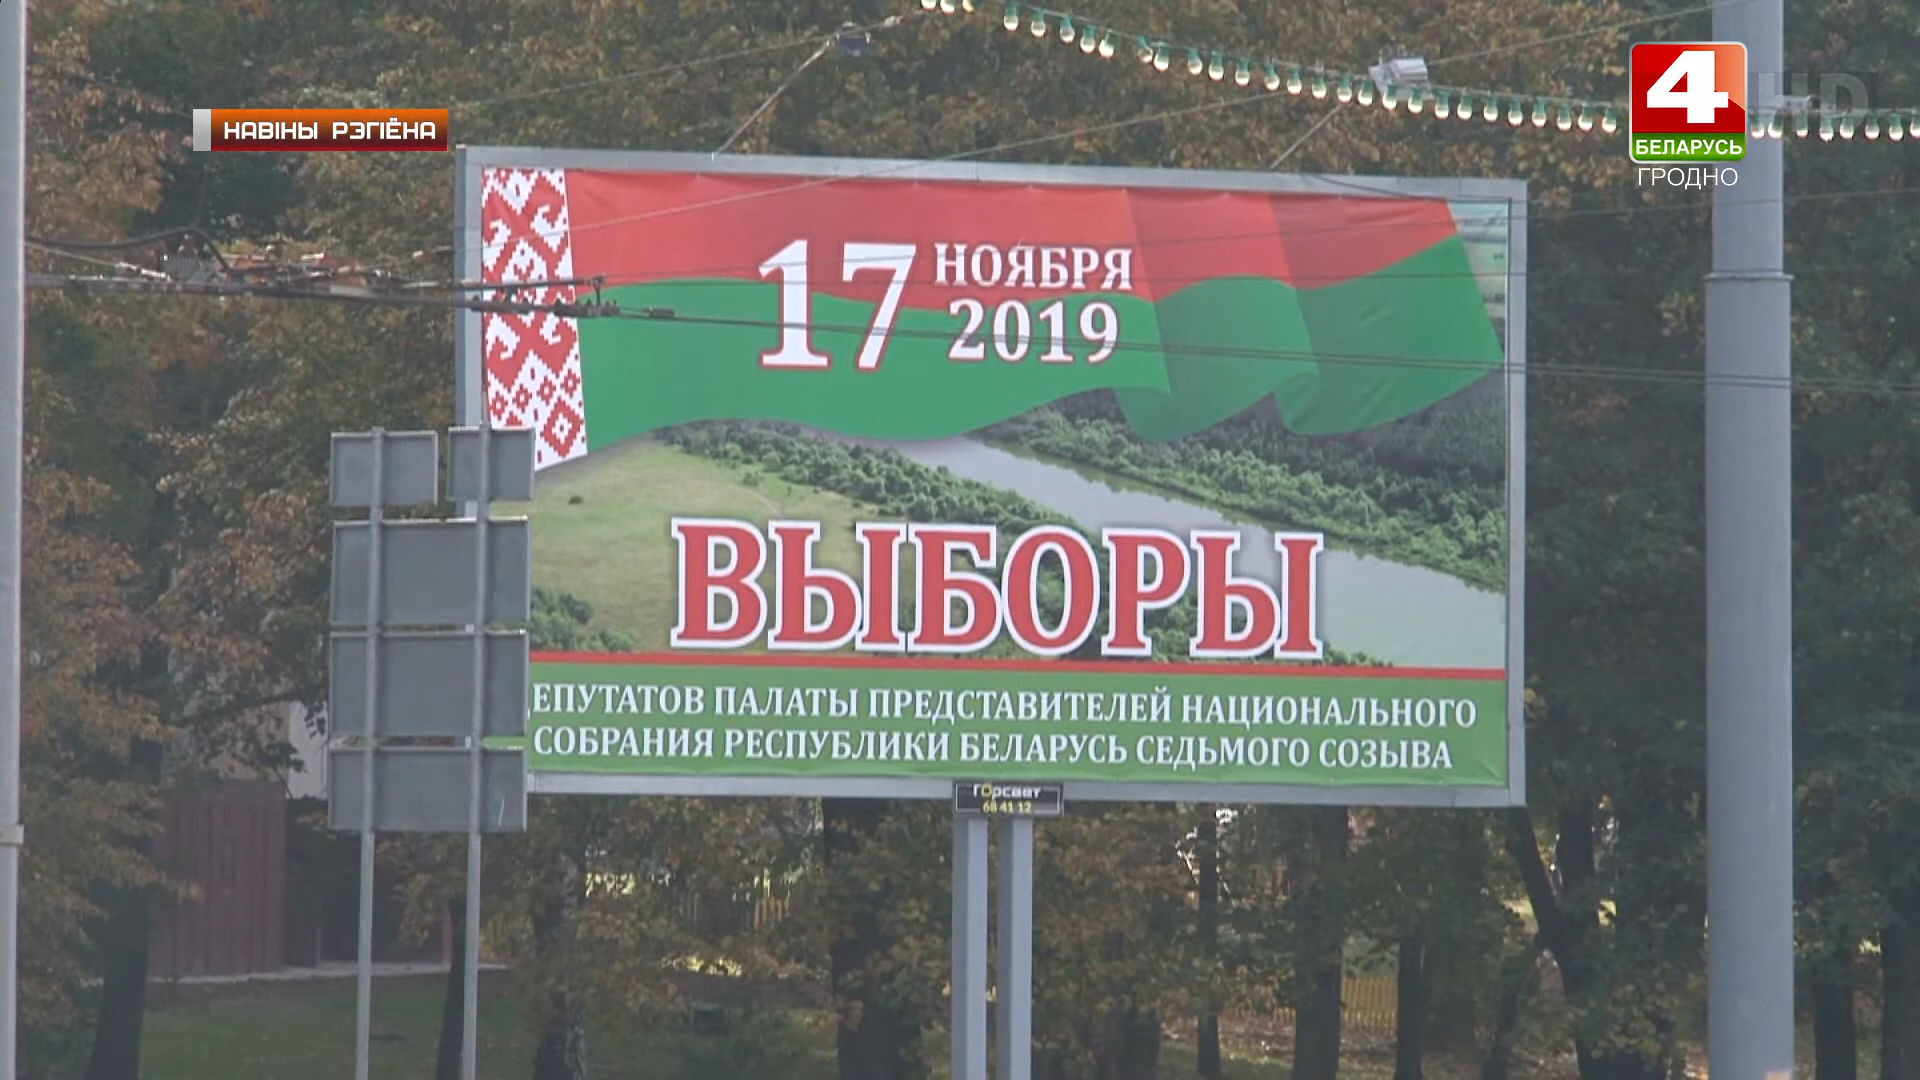 НАВІНЫ РЭГІЁНА
4 HD
БЕЛАРУСЬ
ГРОДНО
17 НОЯБРЯ
2019
ВЫБОРЫ
ЕПУТАТОВ ПАЛАТЫ ПРЕДСТАВИТЕЛЕЙ НАЦИОНАЛЬНОГО
СОБРАНИЯ РЕСПУБЛИКИ БЕЛАРУСЬ СЕДЬМОГО СОЗЫВА
Горсвет
68 41 12